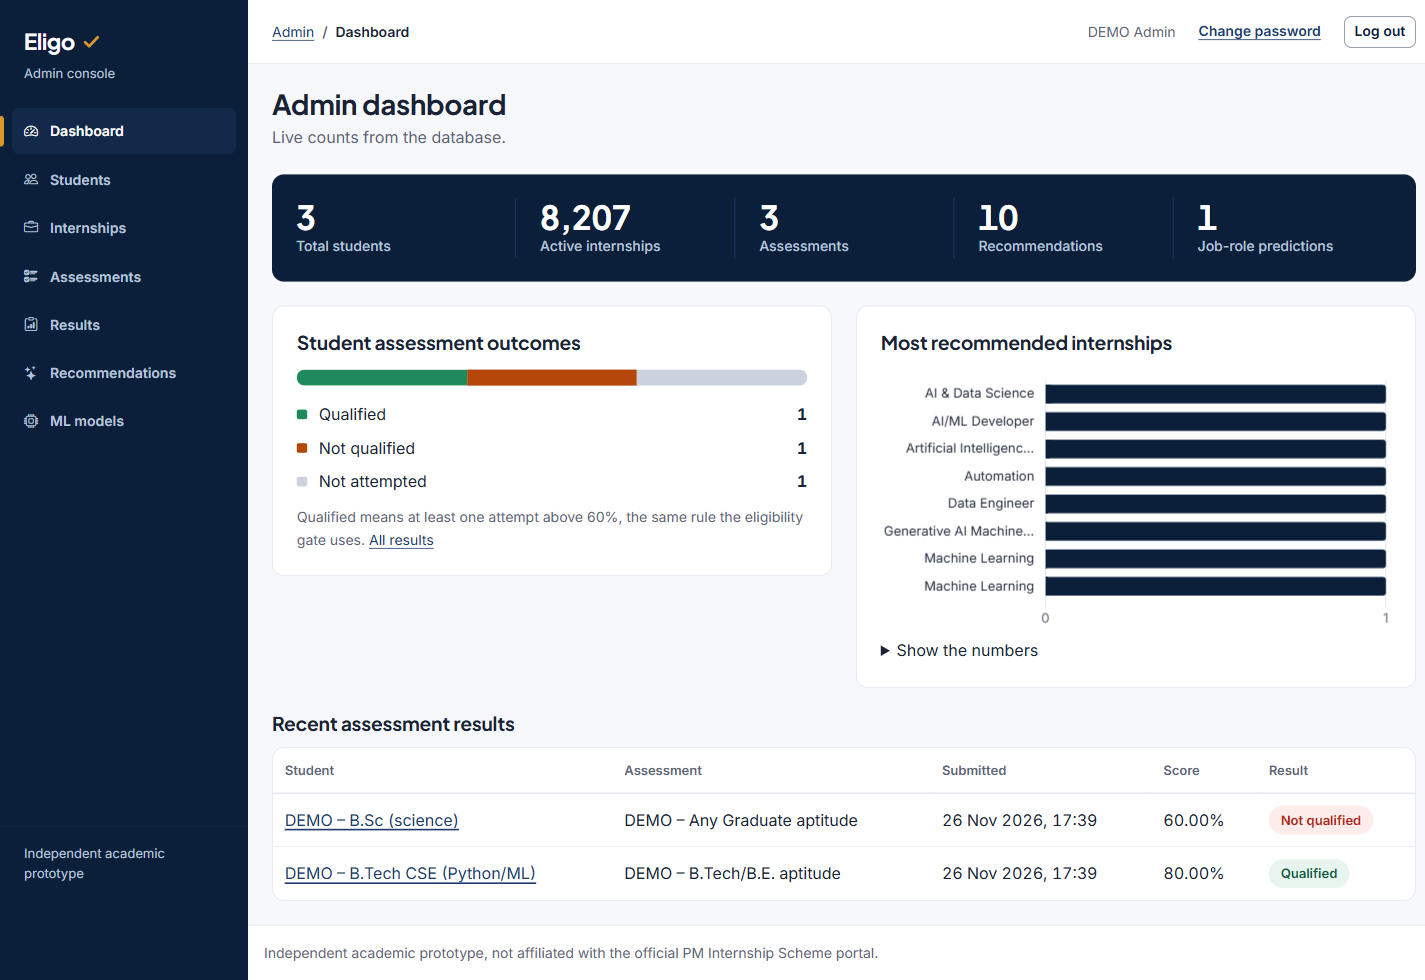 Eligo
Admin console
Dashboard
Students
Internships
Assessments
Results
Recommendations
ML models
Independent academic
prototype
Admin / Dashboard
DEMO Admin
Change password
Log out
Admin dashboard
Live counts from the database.
3
Total students
8,207
Active internships
3
Assessments
10
Recommendations
1
Job-role predictions
Student assessment outcomes
Qualified 1
Not qualified 1
Not attempted 1
Qualified means at least one attempt above 60%, the same rule the eligibility
gate uses. All results
Most recommended internships
AI & Data Science
AI/ML Developer
Artificial Intelligenc...
Automation
Data Engineer
Generative AI Machine...
Machine Learning
Machine Learning
0 1
Show the numbers
Recent assessment results
Student Assessment Submitted Score Result
DEMO – B.Sc (science) DEMO – Any Graduate aptitude 26 Nov 2026, 17:39 60.00% Not qualified
DEMO – B.Tech CSE (Python/ML) DEMO – B.Tech/B.E. aptitude 26 Nov 2026, 17:39 80.00% Qualified
Independent academic prototype, not affiliated with the official PM Internship Scheme portal.